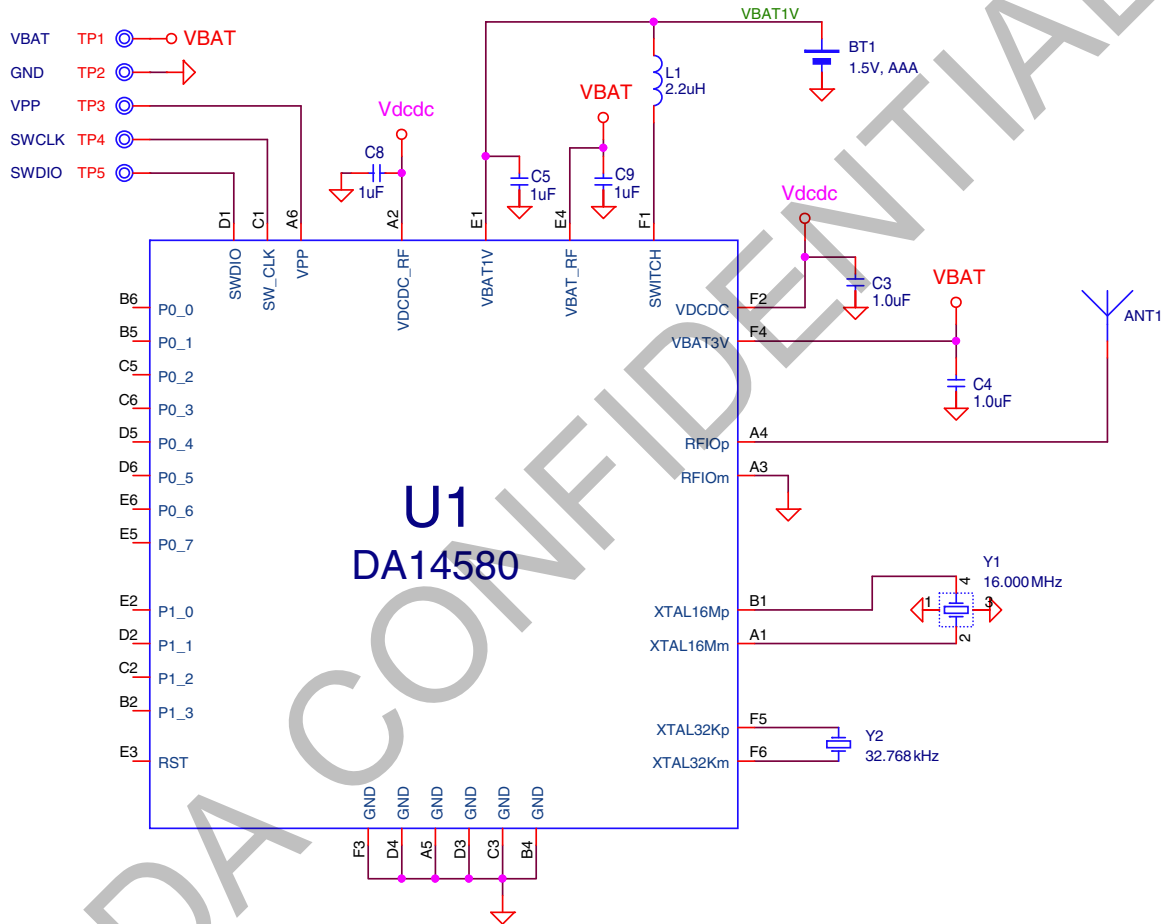 VBAT1V
VBAT TP1 VBAT
GND TP2
VPP TP3
SWCLK TP4
SWDIO TP5
BT1
1.5V, AAA
L1
2.2uH
Vdcdc
VBAT
C8
1uF
C5
1uF
C9
1uF
Vdcdc
D1 C1 A6 A2 E1 E4 F1
SWDIO SW_CLK VPP VDCDC_RF VBAT1V VBAT_RF SWITCH
C3
1.0uF
VBAT
C4
1.0uF
ANT1
B6 P0_0
B5 P0_1
C5 P0_2
C6 P0_3
D5 P0_4
D6 P0_5
E6 P0_6
E5 P0_7
E2 P1_0
D2 P1_1
C2 P1_2
B2 P1_3
E3 RST
U1
DA14580
VDCDC F2
VBAT3V F4
RFIOp A4
RFIOm A3
XTAL16Mp B1
XTAL16Mm A1
XTAL32Kp F5
XTAL32Km F6
Y1
16.000MHz
4
1 3
2
Y2
32.768kHz
GND GND GND GND GND GND
F3 D4 A5 D3 C3 B4
DA CONFIDENTIAL